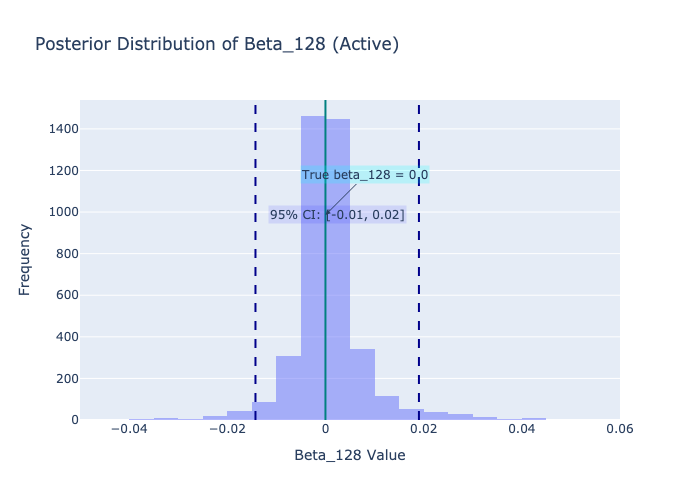 Posterior Distribution of Beta_128 (Active)
1400
1200
1000
800
600
400
200
0
Frequency
True beta_128 = 0.0
95% CI: [-0.01, 0.02]
−0.04
−0.02
0
0.02
0.04
0.06
Beta_128 Value